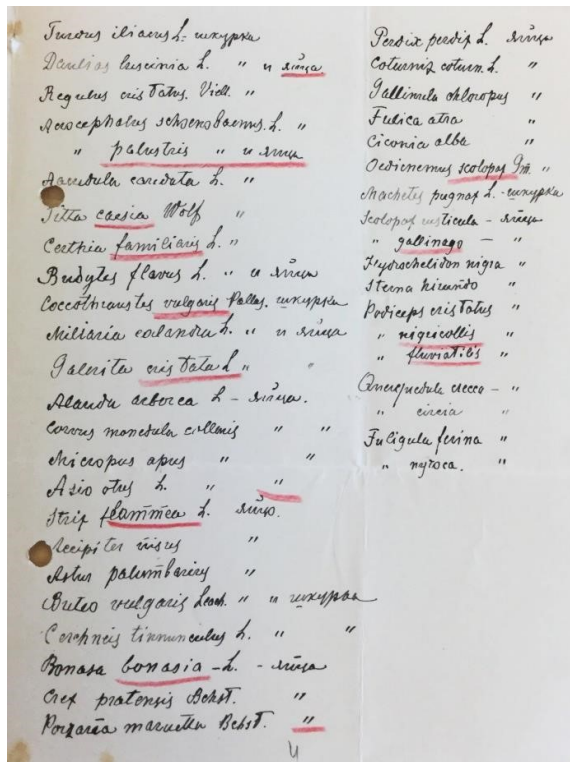 Turdus iliacus L. - шкурка
Daulias luscinia L. " и яйца
Regulus cristatus. Vieill. "
Acrocephalus schoenobaenus. L. "
" palustris " и яйца
Acredula caudata L. "
Sitta caesia Wolf "
Certhia familiaris L. "
Budytes flavus L. " и яйца
Coccothraustes vulgaris Pallas. шкурка
Miliaria calandra L. " и яйца
Galerita cristata L " "
Alauda arborea L - яйца.
Corvus monedula collaris " "
Micropus apus " "
Asio otus L. " "
Strix flammea L. яйцо.
Accipiter nisus "
Astur palumbarius "
Buteo vulgaris Leach. " и шкурка
Cerchneis tinnunculus L. " "
Bonasa bonasia - L. - яйца
Crex pratensis Bchst. "
Porzana maruetta Bchst. "
4
Perdix perdix L. яйца
Coturnix coturn. L. "
Gallinula chloropus "
Fulica atra "
Ciconia alba "
Oedicnemus scolopax Gm. "
Machetes pugnax L. - шкурка
Scolopax rusticula - яйца
" gallinago - "
Hydrochelidon nigra "
Sterna hirundo "
Podiceps cristatus "
" nigricollis "
" fluviatilis "
Querquedula crecca - "
" circia "
Fuligula ferina "
" nyroca. "